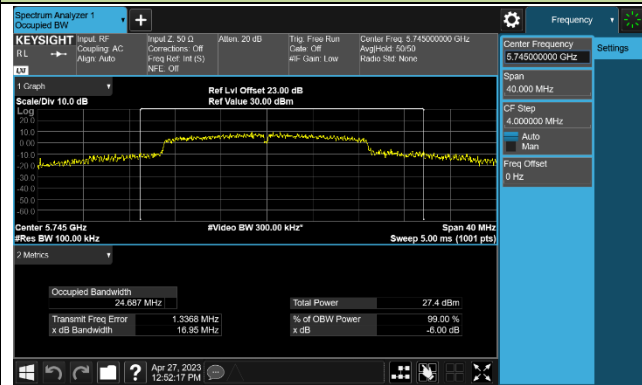 Spectrum Analyzer 1
Occupied BW
Frequency
KEYSIGHT
RL
LXI
Input: RF
Coupling: AC
Align: Auto
Input Z: 50 Ω
Corrections: Off
Freq Ref: Int (S)
NFE: Off
Atten: 20 dB
Trig: Free Run
Gate: Off
#IF Gain: Low
Center Freq: 5.745000000 GHz
Avg|Hold: 50/50
Radio Std: None
Center Frequency
5.745000000 GHz
Settings
Span
40.000 MHz
CF Step
4.000000 MHz
Auto
Man
Freq Offset
0 Hz
1 Graph
Scale/Div 10.0 dB
Ref Lvl Offset 23.00 dB
Ref Value 30.00 dBm
Log
20.0
10.0
0.00
-10.0
-20.0
-30.0
-40.0
-50.0
-60.0
Center 5.745 GHz
#Video BW 300.00 kHz*
Span 40 MHz
#Res BW 100.00 kHz
Sweep 5.00 ms (1001 pts)
2 Metrics
Occupied Bandwidth
24.687 MHz
Total Power 27.4 dBm
Transmit Freq Error 1.3368 MHz
% of OBW Power 99.00 %
x dB Bandwidth 16.95 MHz
x dB -6.00 dB
?
Apr 27, 2023
12:52:17 PM